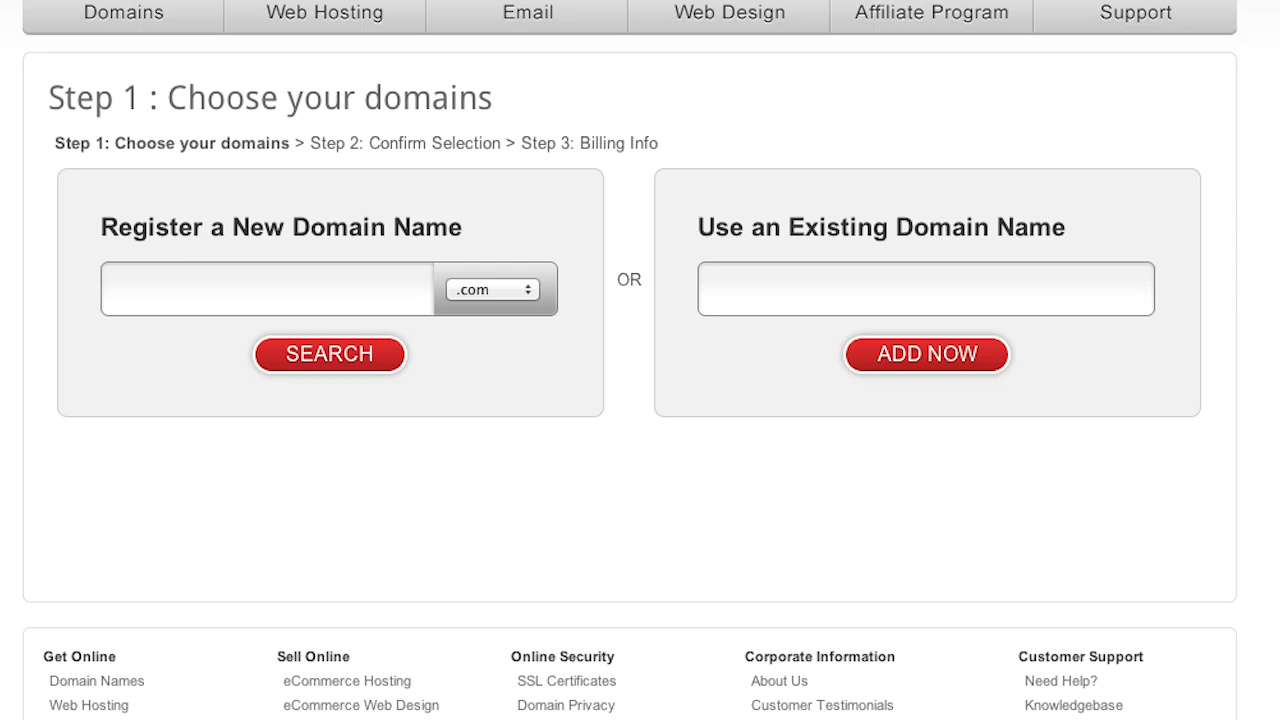 Domains Web Hosting Email Web Design Affiliate Program Support
Step 1 : Choose your domains
Step 1: Choose your domains > Step 2: Confirm Selection > Step 3: Billing Info
Register a New Domain Name
.com
SEARCH
OR
Use an Existing Domain Name
ADD NOW
Get Online
Domain Names
Web Hosting
Sell Online
eCommerce Hosting
eCommerce Web Design
Online Security
SSL Certificates
Domain Privacy
Corporate Information
About Us
Customer Testimonials
Customer Support
Need Help?
Knowledgebase